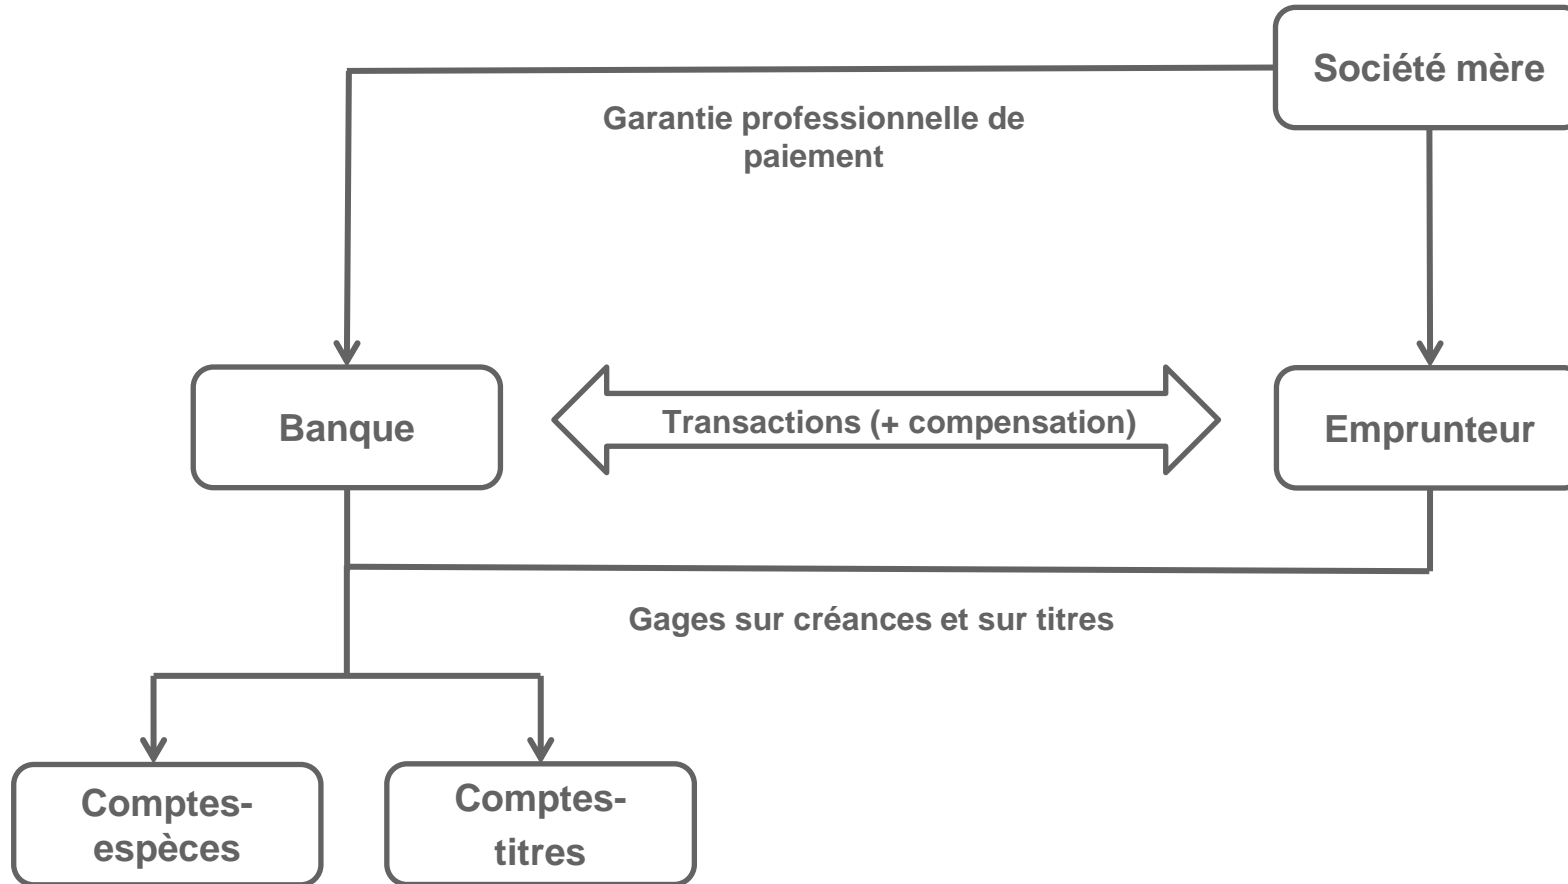 Société mère
Garantie professionnelle de
paiement
Banque
Transactions (+ compensation)
Emprunteur
Gages sur créances et sur titres
Comptes-
espèces
Comptes-
titres